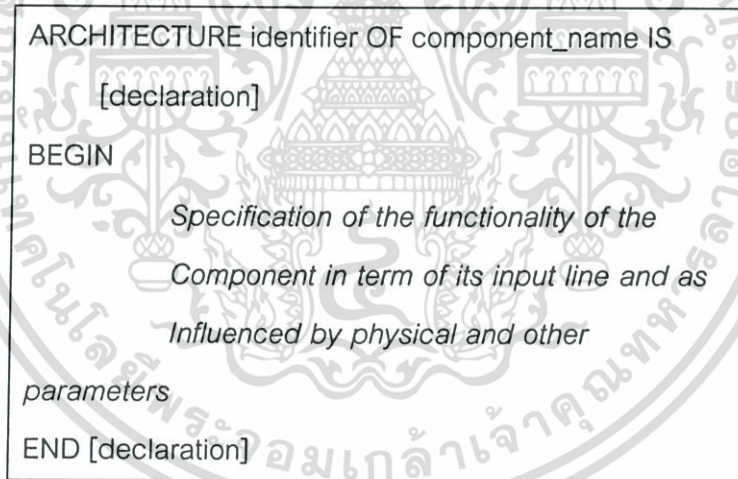 ARCHITECTURE identifier OF component_name IS
[declaration]
BEGIN
Specification of the functionality of the
Component in term of its input line and as
Influenced by physical and other
parameters
END [declaration]